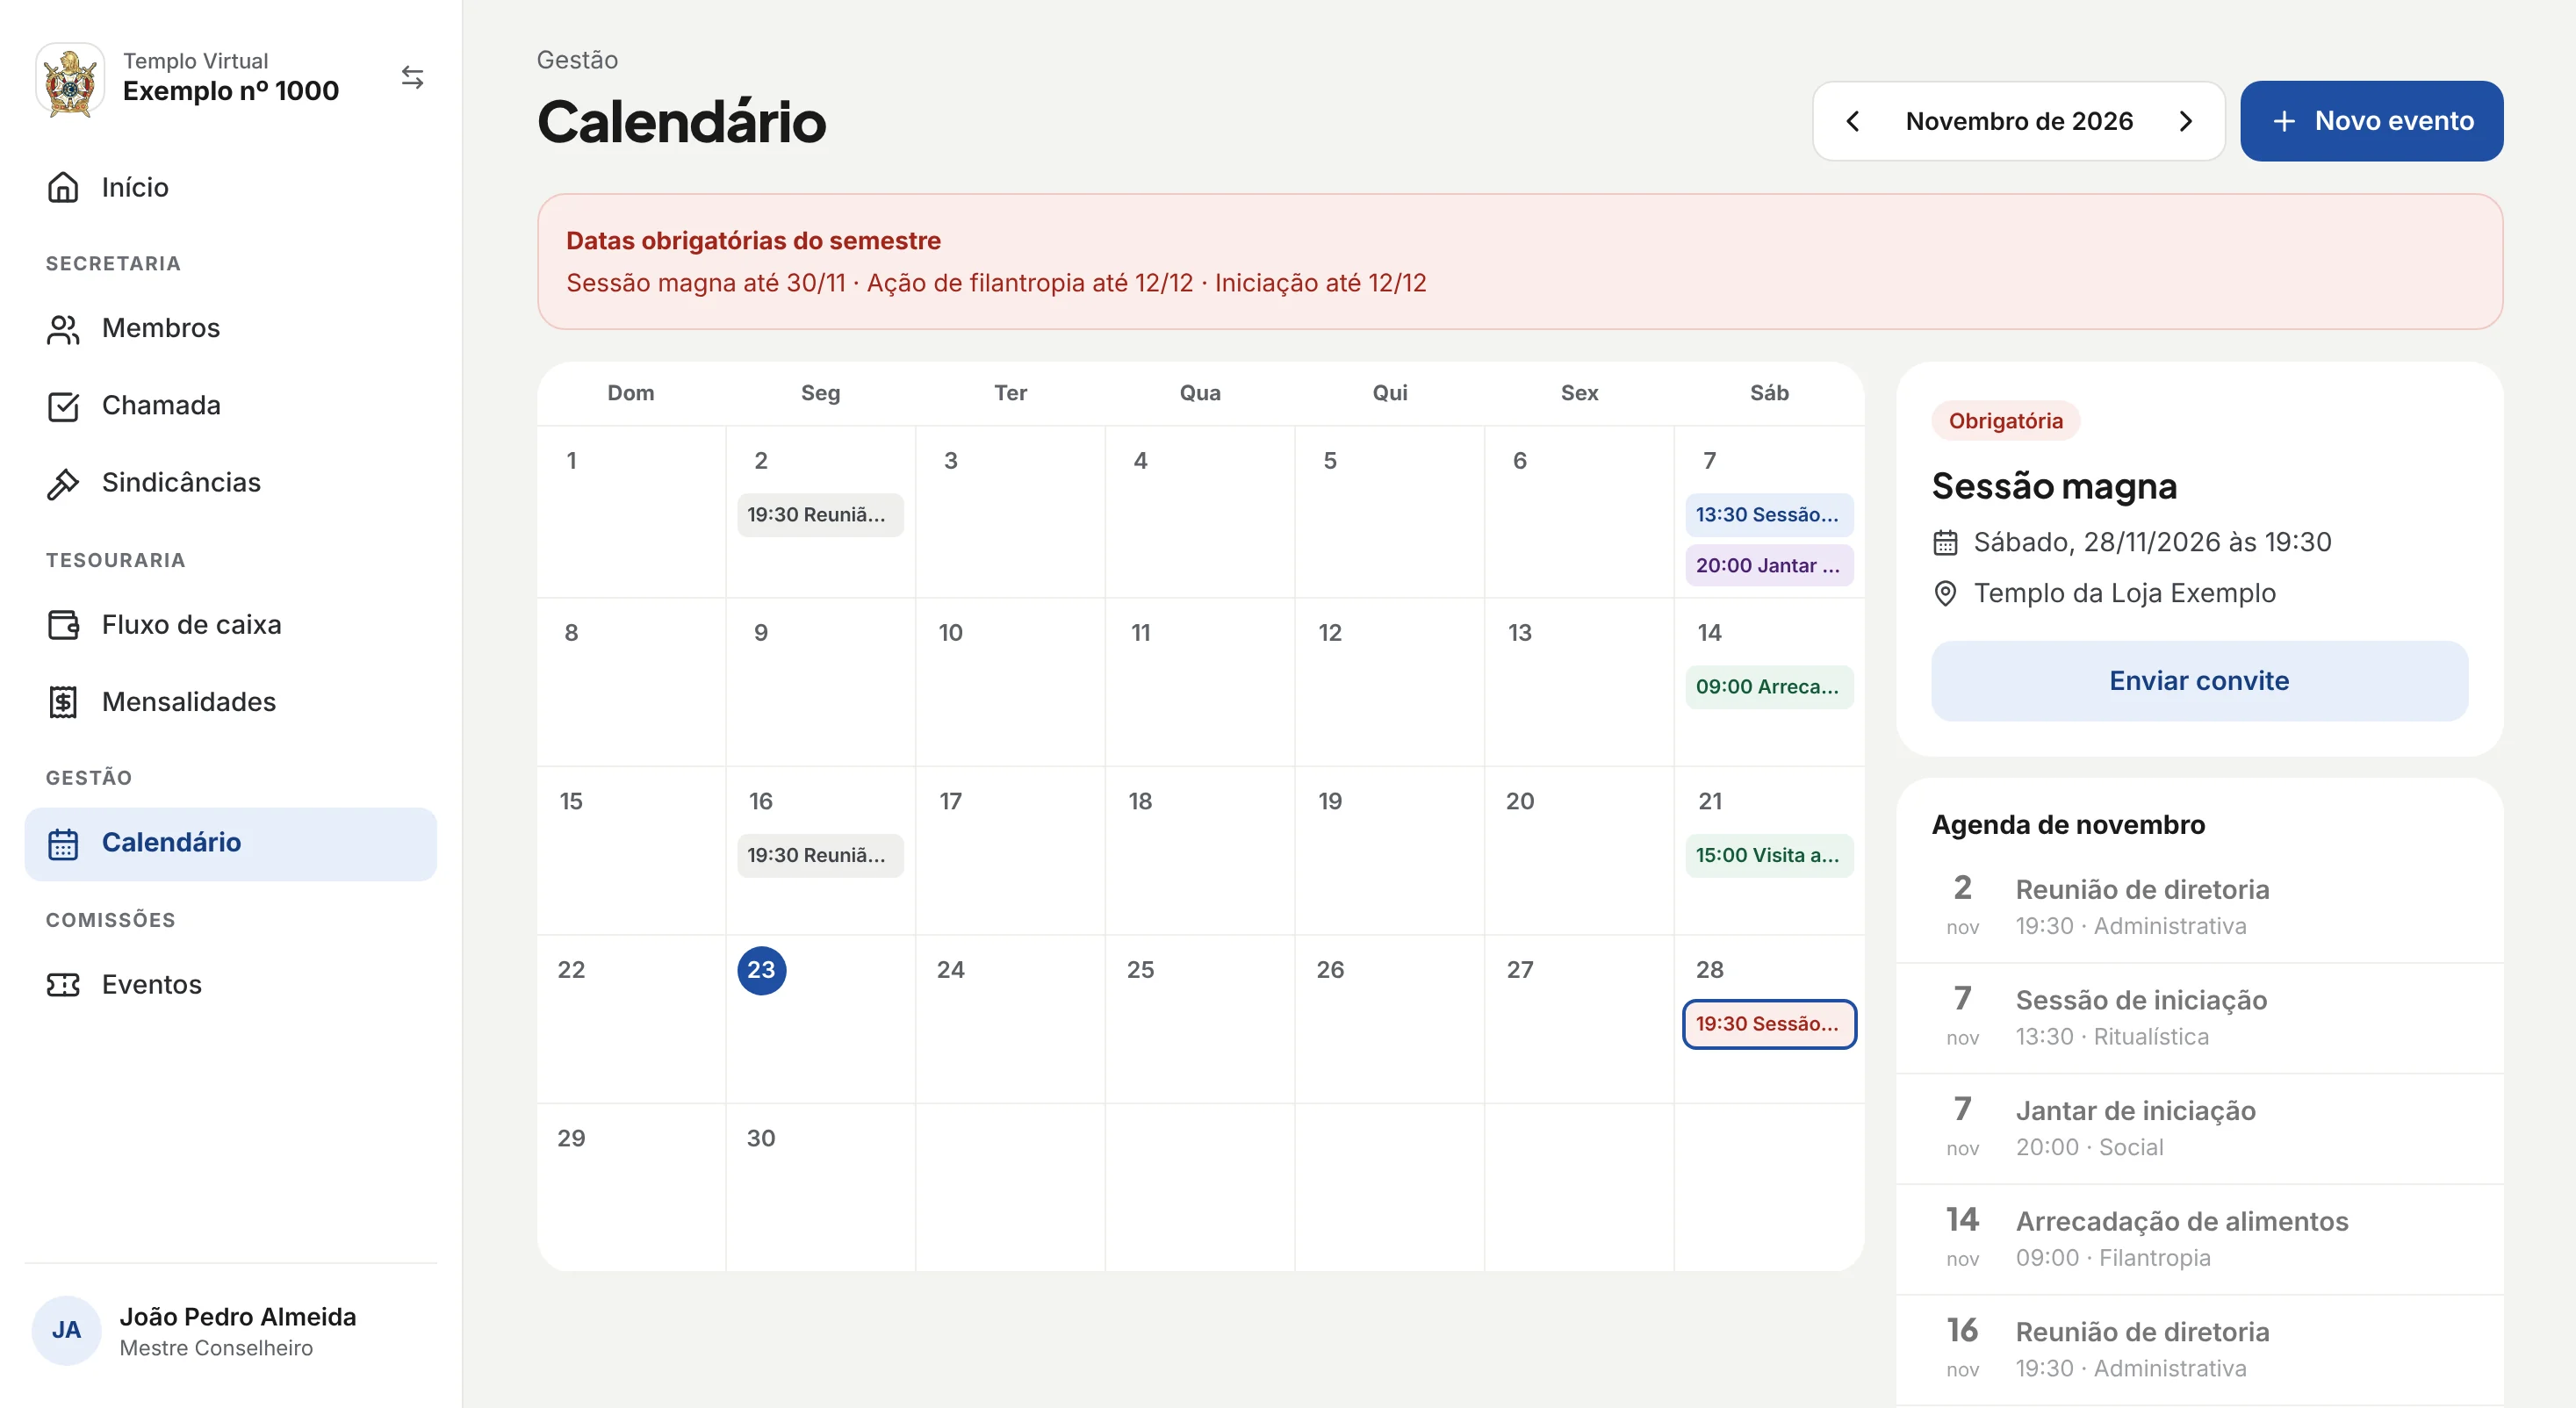 Templo Virtual
Exemplo nº 1000
Início
SECRETARIA
Membros
Chamada
Sindicâncias
TESOURARIA
Fluxo de caixa
Mensalidades
GESTÃO
Calendário
COMISSÕES
Eventos
JA
João Pedro Almeida
Mestre Conselheiro
Gestão
Calendário
Novembro de 2026
Novo evento
Datas obrigatórias do semestre
Sessão magna até 30/11 · Ação de filantropia até 12/12 · Iniciação até 12/12
Dom Seg Ter Qua Qui Sex Sáb
1 2 3 4 5 6 7
19:30 Reuniã... 13:30 Sessão...
20:00 Jantar ...
8 9 10 11 12 13 14
09:00 Arreca...
15 16 17 18 19 20 21
19:30 Reuniã... 15:00 Visita a...
22 23 24 25 26 27 28
19:30 Sessão...
29 30
Obrigatória
Sessão magna
Sábado, 28/11/2026 às 19:30
Templo da Loja Exemplo
Enviar convite
Agenda de novembro
2 Reunião de diretoria
nov 19:30 · Administrativa
7 Sessão de iniciação
nov 13:30 · Ritualística
7 Jantar de iniciação
nov 20:00 · Social
14 Arrecadação de alimentos
nov 09:00 · Filantropia
16 Reunião de diretoria
nov 19:30 · Administrativa